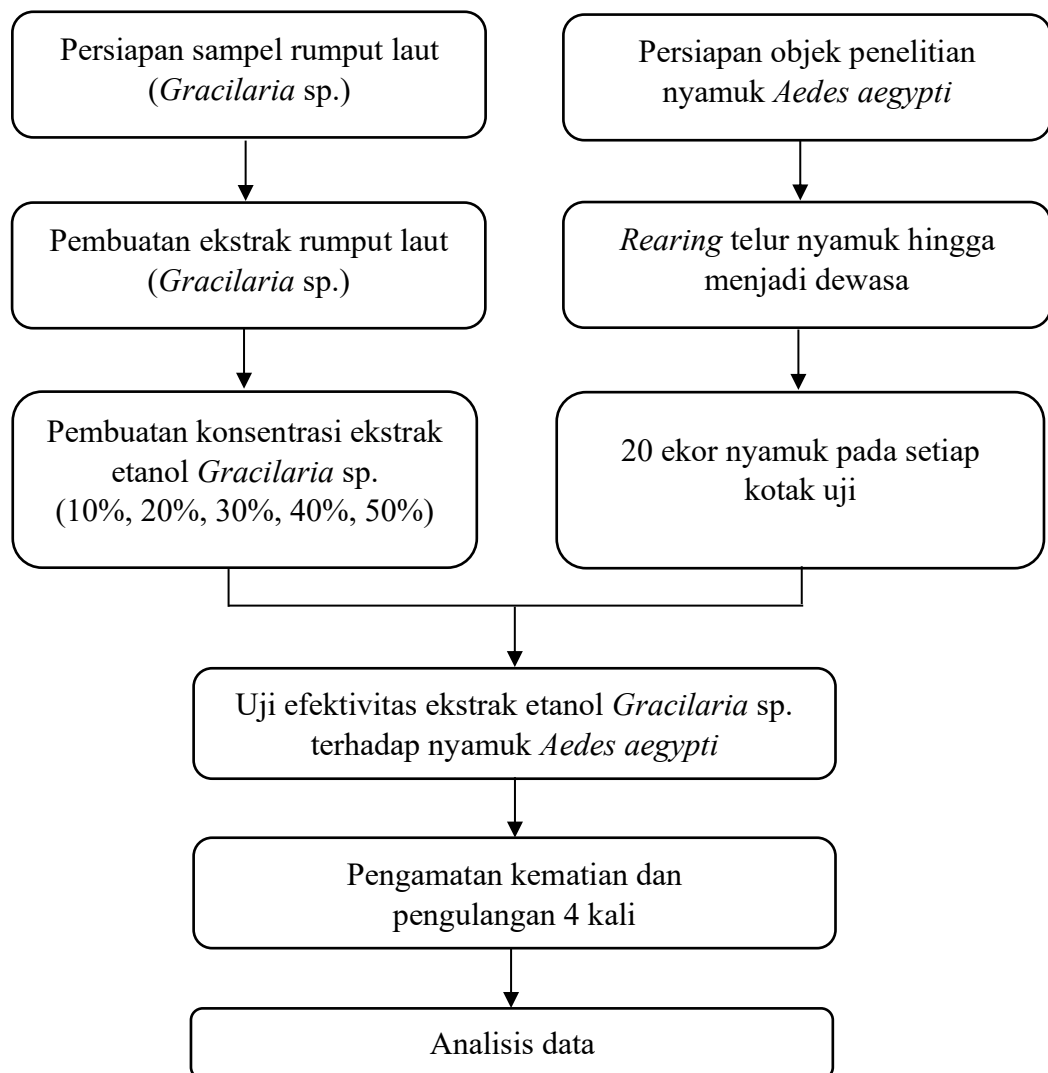 Persiapan sampel rumput laut
(Gracilaria sp.)
Persiapan objek penelitian
nyamuk Aedes aegypti
Pembuatan ekstrak rumput laut
(Gracilaria sp.)
Rearing telur nyamuk hingga
menjadi dewasa
Pembuatan konsentrasi ekstrak
etanol Gracilaria sp.
(10%, 20%, 30%, 40%, 50%)
20 ekor nyamuk pada setiap
kotak uji
Uji efektivitas ekstrak etanol Gracilaria sp.
terhadap nyamuk Aedes aegypti
Pengamatan kematian dan
pengulangan 4 kali
Analisis data